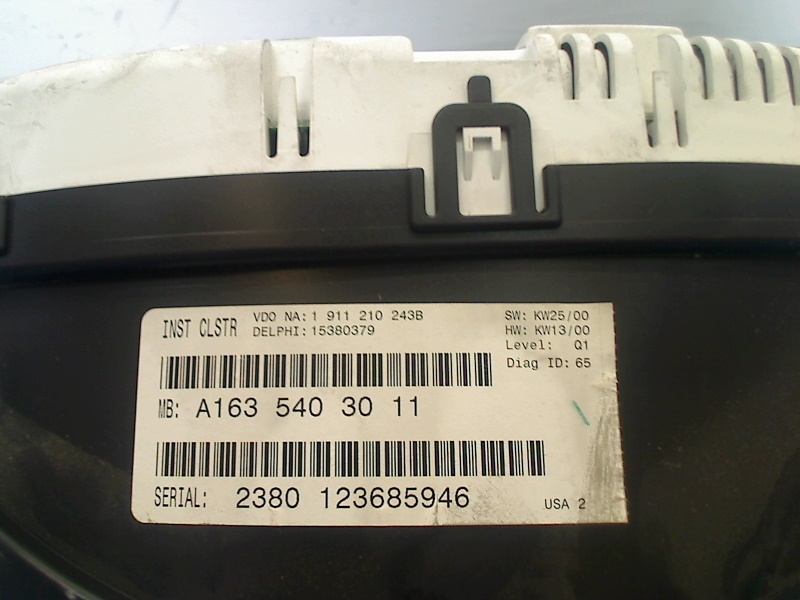 INST CLSTR VDO NA: 1 911 210 243B
DELPHI: 15380379
SW: KW25/00
HW: KW13/00
Level: Q1
Diag ID: 65
MB: A163 540 30 11
SERIAL: 2380 123685946
USA 2